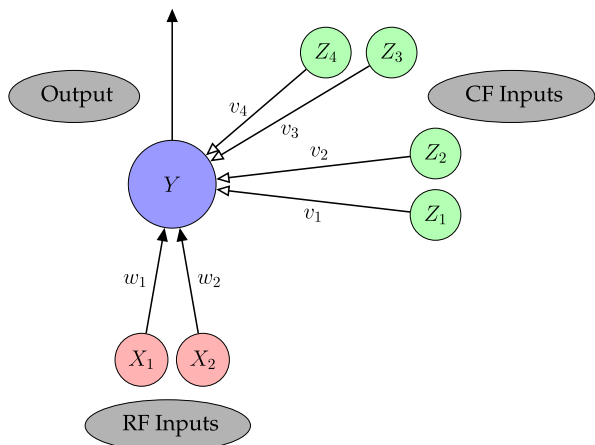 Z₄
Z₃
Output
CF Inputs
v₄
v₃
v₂
Z₂
Y
Z₁
v₁
w₁
w₂
X₁
X₂
RF Inputs